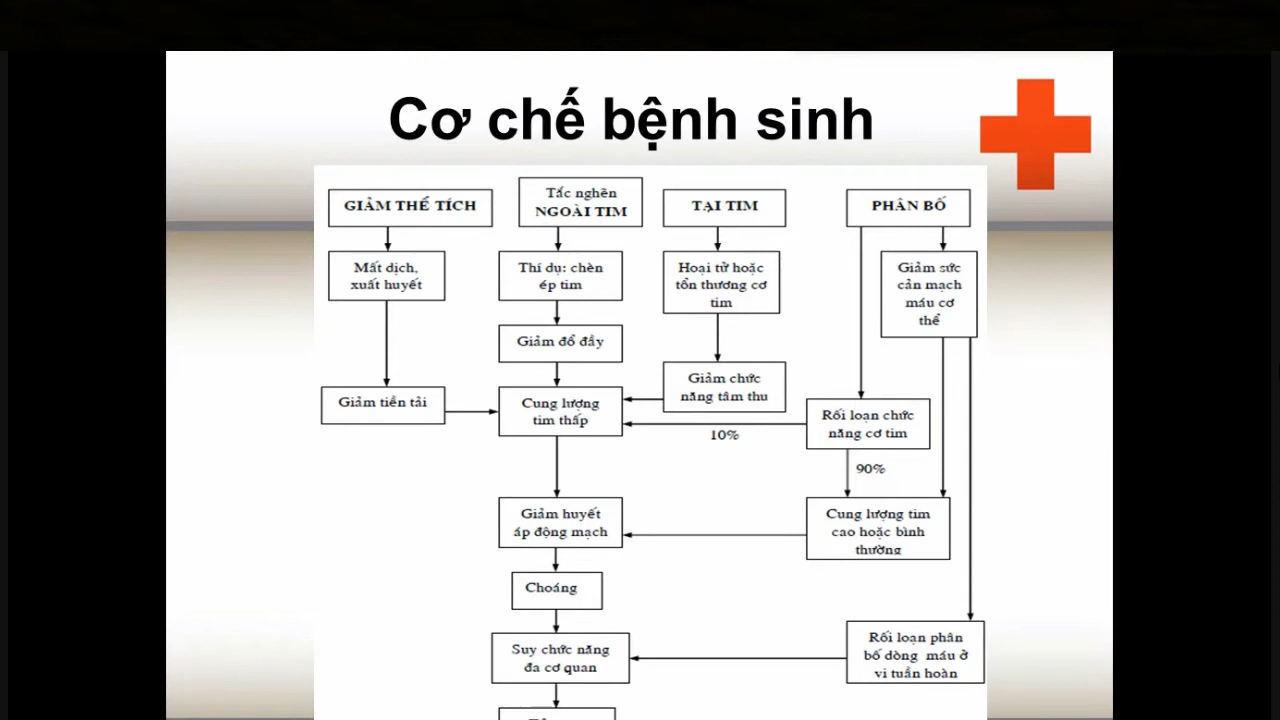 Cơ chế bệnh sinh
GIẢM THỂ TÍCH
Tắc nghẽn
NGOÀI TIM
TẠI TIM
PHÂN BỐ
Mất dịch,
xuất huyết
Thí dụ: chèn
ép tim
Hoại tử hoặc
tổn thương cơ
tim
Giảm sức
cản mạch
máu cơ
thể
Giảm đổ đầy
Giảm chức
năng tâm thu
Giảm tiền tải
Cung lượng
tim thấp
Rối loạn chức
năng cơ tim
10%
90%
Giảm huyết
áp động mạch
Cung lượng tim
cao hoặc bình
thường
Choáng
Suy chức năng
đa cơ quan
Rối loạn phân
bố dòng máu ở
vi tuần hoàn